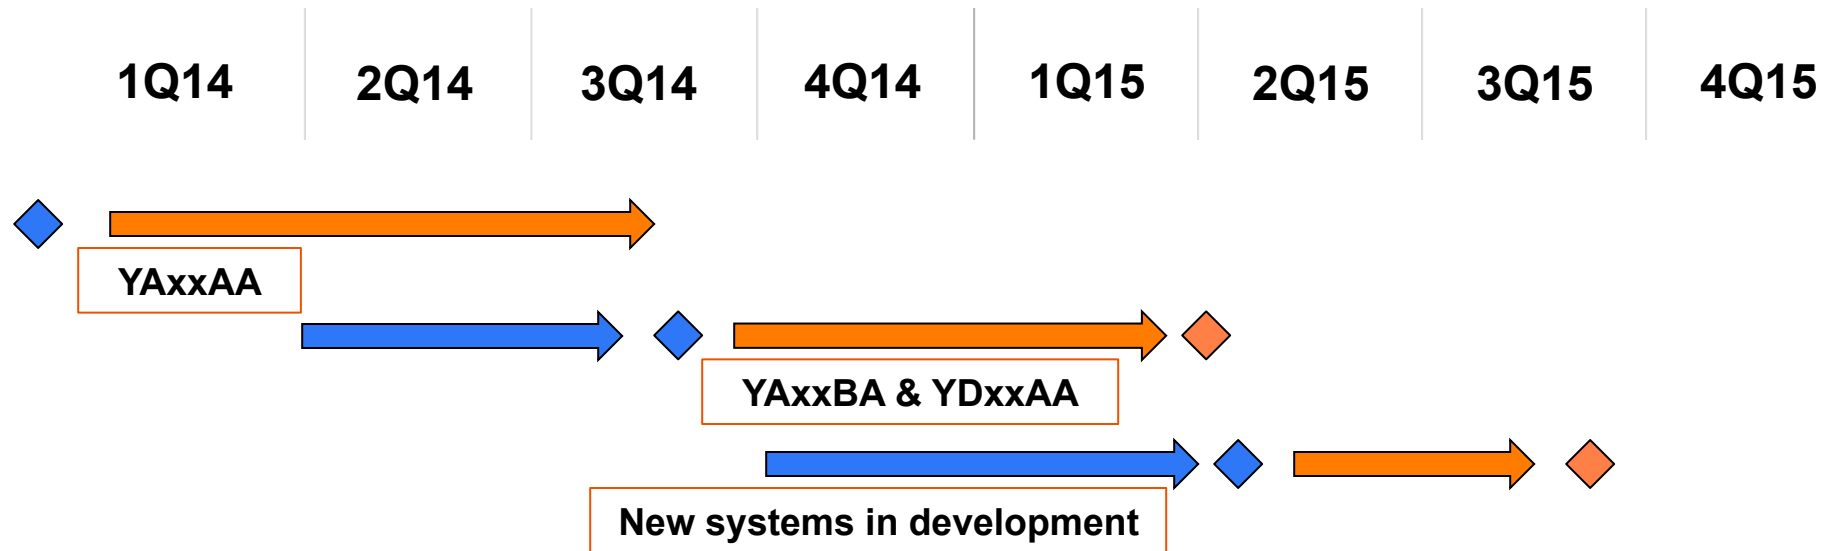 1Q14 2Q14 3Q14 4Q14 1Q15 2Q15 3Q15 4Q15
YAxxAA
YAxxBA & YDxxAA
New systems in development